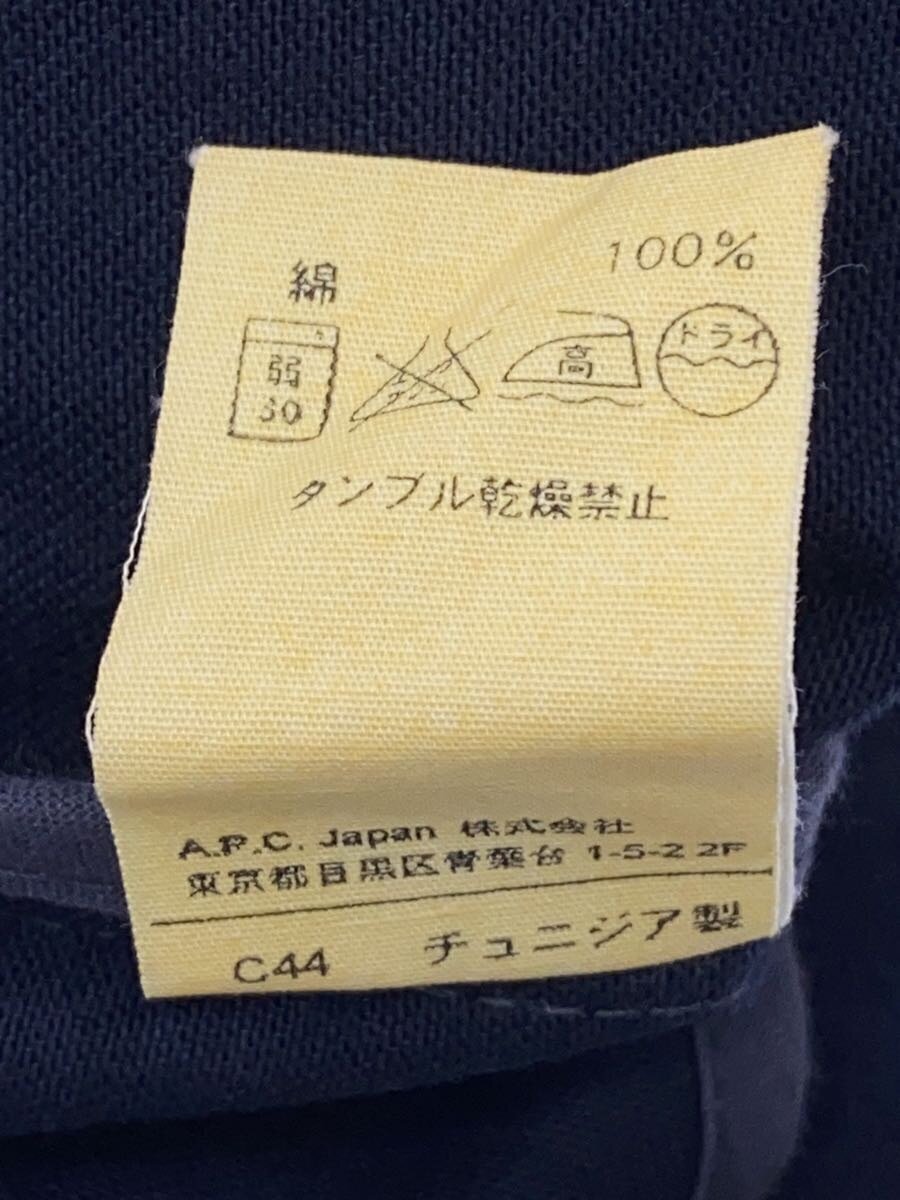 綿 100%
弱 30 高 ドライ
タンブル乾燥禁止
A.P.C. Japan 株式会社
東京都目黒区青葉台 1-5-2 2F
C44 チュニジア製